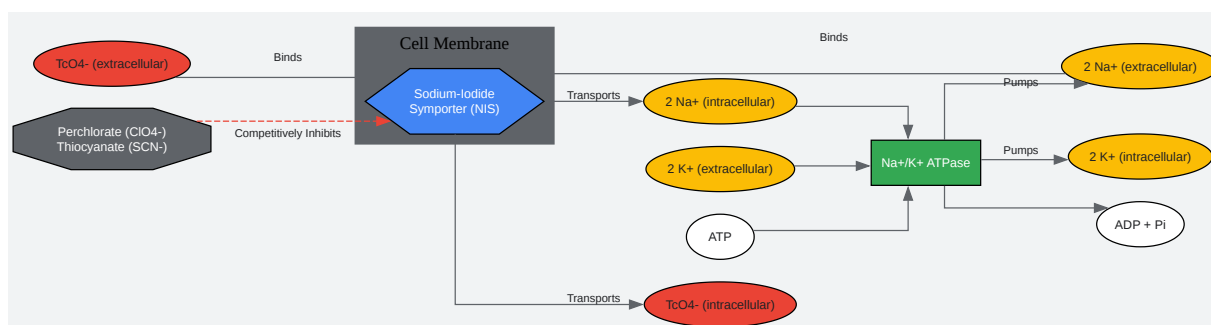 Cell Membrane
Binds
Binds
TcO4- (extracellular)
2 Na+ (extracellular)
Sodium-Iodide
Symporter (NIS)
Transports
2 Na+ (intracellular)
Pumps
Perchlorate (ClO4-)
Thiocyanate (SCN-)
Competitively Inhibits
2 K+ (extracellular)
Na+/K+ ATPase
Pumps
2 K+ (intracellular)
ATP
ADP + Pi
Transports
TcO4- (intracellular)